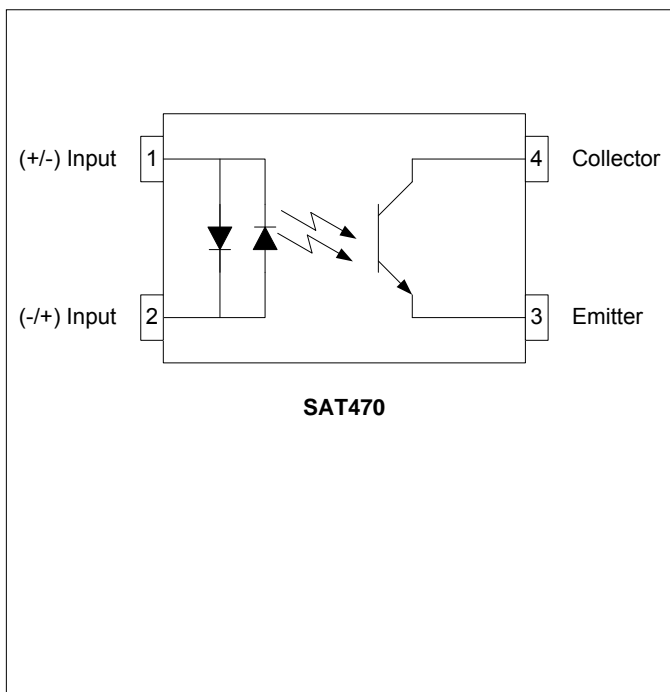 (+/-) Input 1 4 Collector
(-/+) Input 2 3 Emitter
SAT470